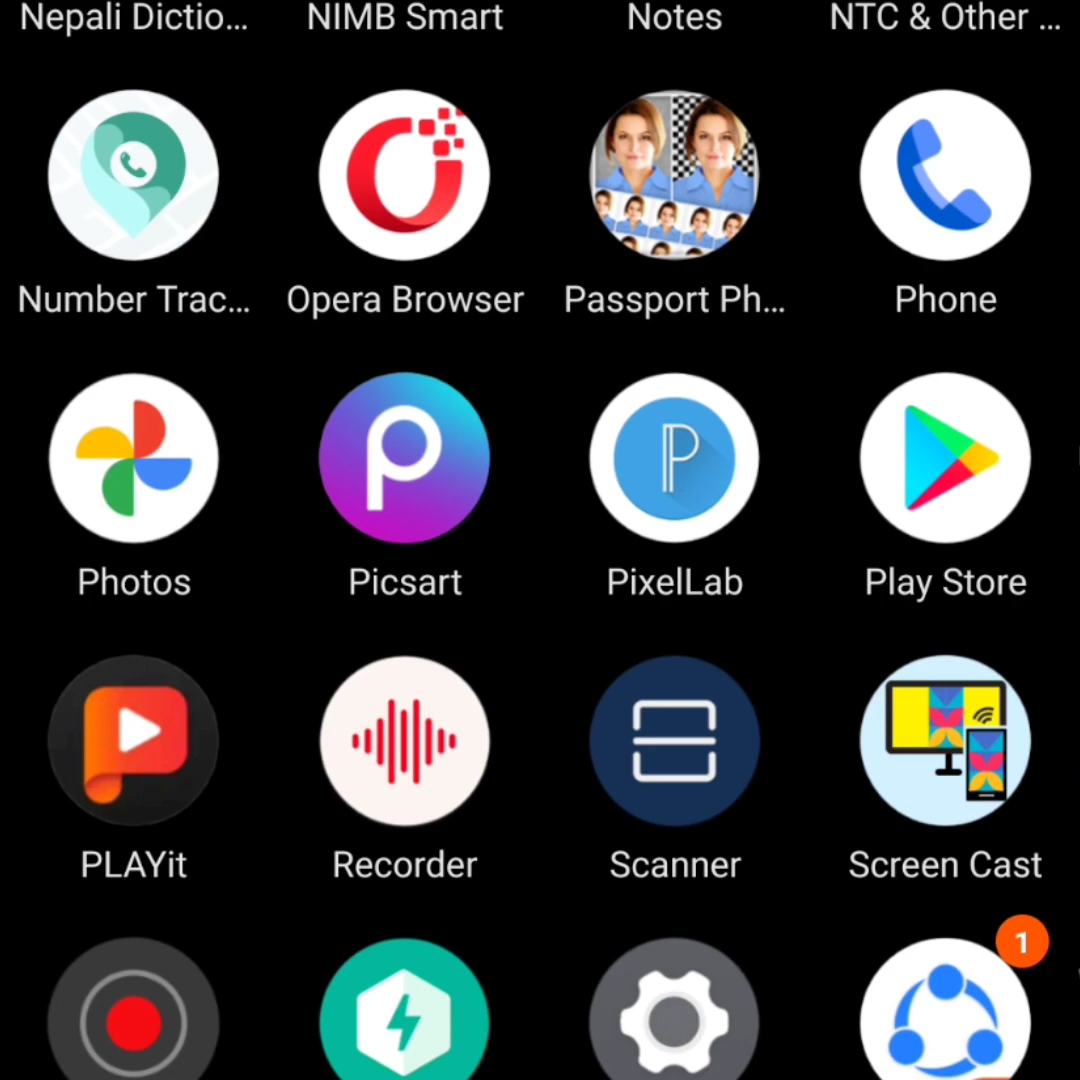 Nepali Dictio...
NIMB Smart
Notes
NTC & Other ...
Number Trac...
Opera Browser
Passport Ph...
Phone
Photos
Picsart
PixelLab
Play Store
PLAYit
Recorder
Scanner
Screen Cast
1